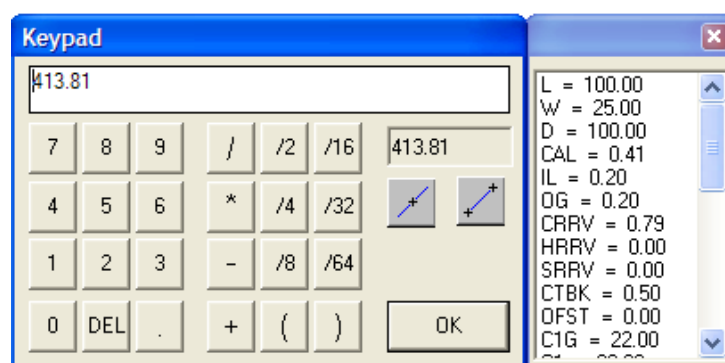 Keypad
413.81
7 8 9 / /2 /16 413.81
4 5 6 * /4 /32
1 2 3 - /8 /64
0 DEL . + ( ) OK
L = 100.00
W = 25.00
D = 100.00
CAL = 0.41
IL = 0.20
OG = 0.20
CRRV = 0.79
HRRV = 0.00
SRRV = 0.00
CTBK = 0.50
OFST = 0.00
C1G = 22.00